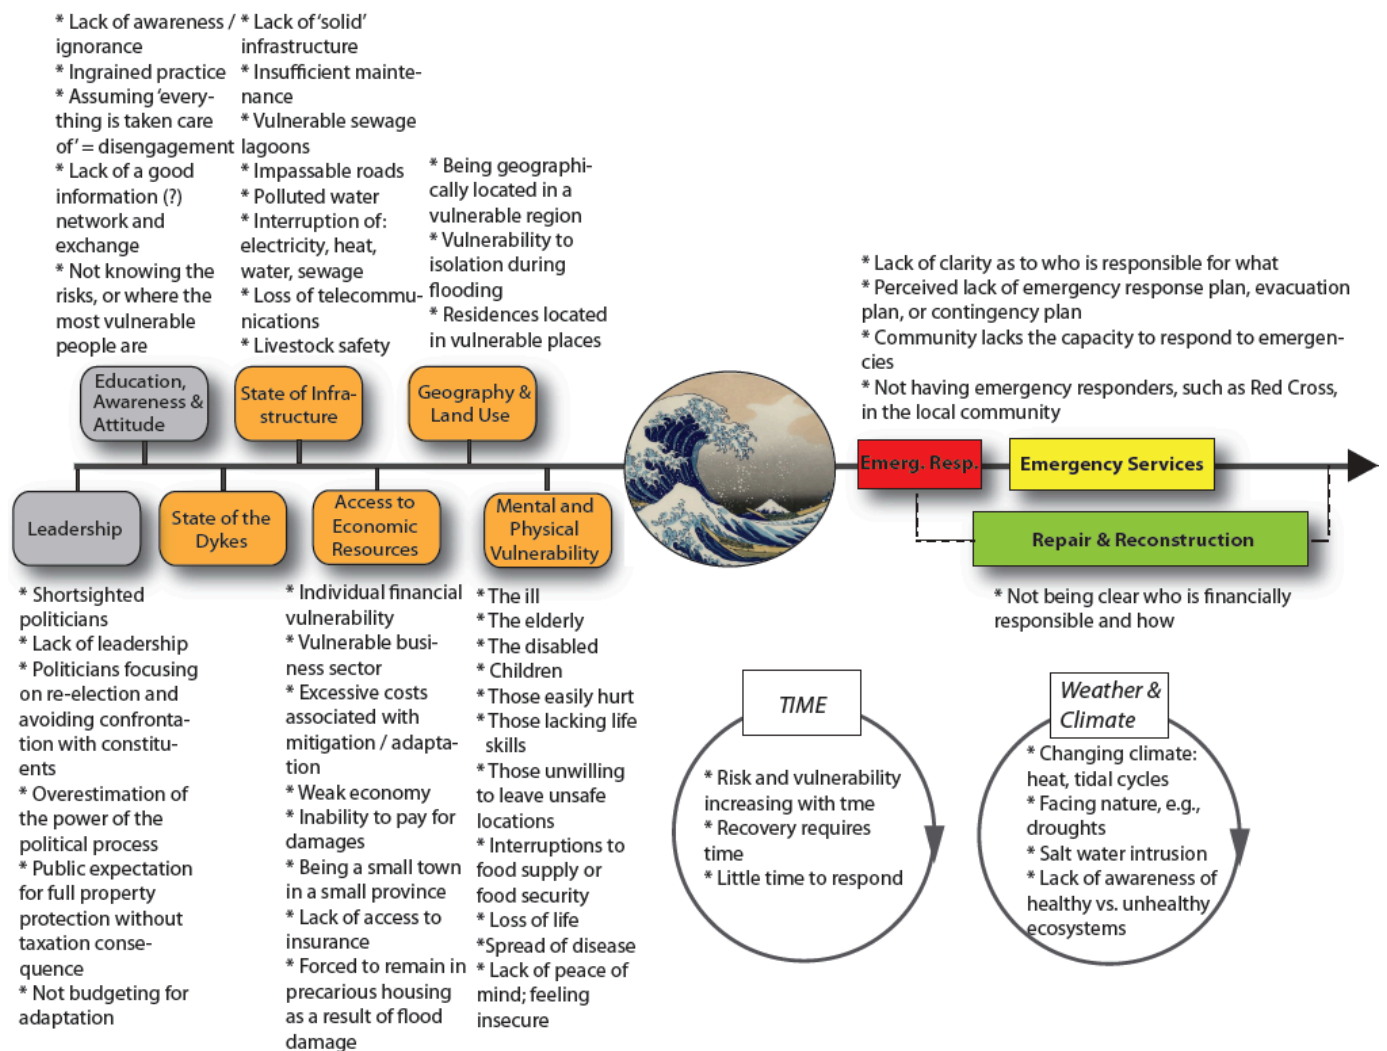 * Lack of awareness /
ignorance
* Ingrained practice
* Assuming ‘every-
thing is taken care
of’ = disengagement
* Lack of a good
information (?)
network and
exchange
* Not knowing the
risks, or where the
most vulnerable
people are
* Lack of ‘solid’
infrastructure
* Insufficient mainte-
nance
* Vulnerable sewage
lagoons
* Impassable roads
* Polluted water
* Interruption of:
electricity, heat,
water, sewage
* Loss of telecommu-
nications
* Livestock safety
* Being geographi-
cally located in a
vulnerable region
* Vulnerability to
isolation during
flooding
* Residences located
in vulnerable places
* Lack of clarity as to who is responsible for what
* Perceived lack of emergency response plan, evacuation
plan, or contingency plan
* Community lacks the capacity to respond to emergen-
cies
* Not having emergency responders, such as Red Cross,
in the local community
Education,
Awareness &
Attitude
State of Infra-
structure
Geography &
Land Use
Emerg. Resp.
Emergency Services
Leadership
State of the
Dykes
Access to
Economic
Resources
Mental and
Physical
Vulnerability
Repair & Reconstruction
* Shortsighted
politicians
* Lack of leadership
* Politicians focusing
on re-election and
avoiding confronta-
tion with constitu-
ents
* Overestimation of
the power of the
political process
* Public expectation
for full property
protection without
taxation conse-
quence
* Not budgeting for
adaptation
* Individual financial
vulnerability
* Vulnerable busi-
ness sector
* Excessive costs
associated with
mitigation / adapta-
tion
* Weak economy
* Inability to pay for
damages
* Being a small town
in a small province
* Lack of access to
insurance
* Forced to remain in
precarious housing
as a result of flood
damage
* The ill
* The elderly
* The disabled
* Children
* Those easily hurt
* Those lacking life
skills
* Those unwilling
to leave unsafe
locations
* Interruptions to
food supply or
food security
* Loss of life
*Spread of disease
* Lack of peace of
mind; feeling
insecure
* Not being clear who is financially
responsible and how
TIME
* Risk and vulnerability
increasing with tme
* Recovery requires
time
* Little time to respond
Weather &
Climate
* Changing climate:
heat, tidal cycles
* Facing nature, e.g.,
droughts
* Salt water intrusion
* Lack of awareness of
healthy vs. unhealthy
ecosystems